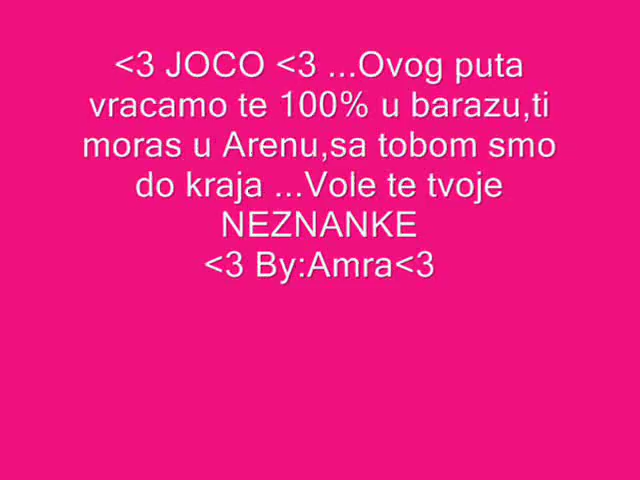 <3 JOCO <3 ...Ovog puta
vracamo te 100% u barazu,ti
moras u Arenu,sa tobom smo
do kraja ...Vole te tvoje
NEZNANKE
<3 By:Amra<3